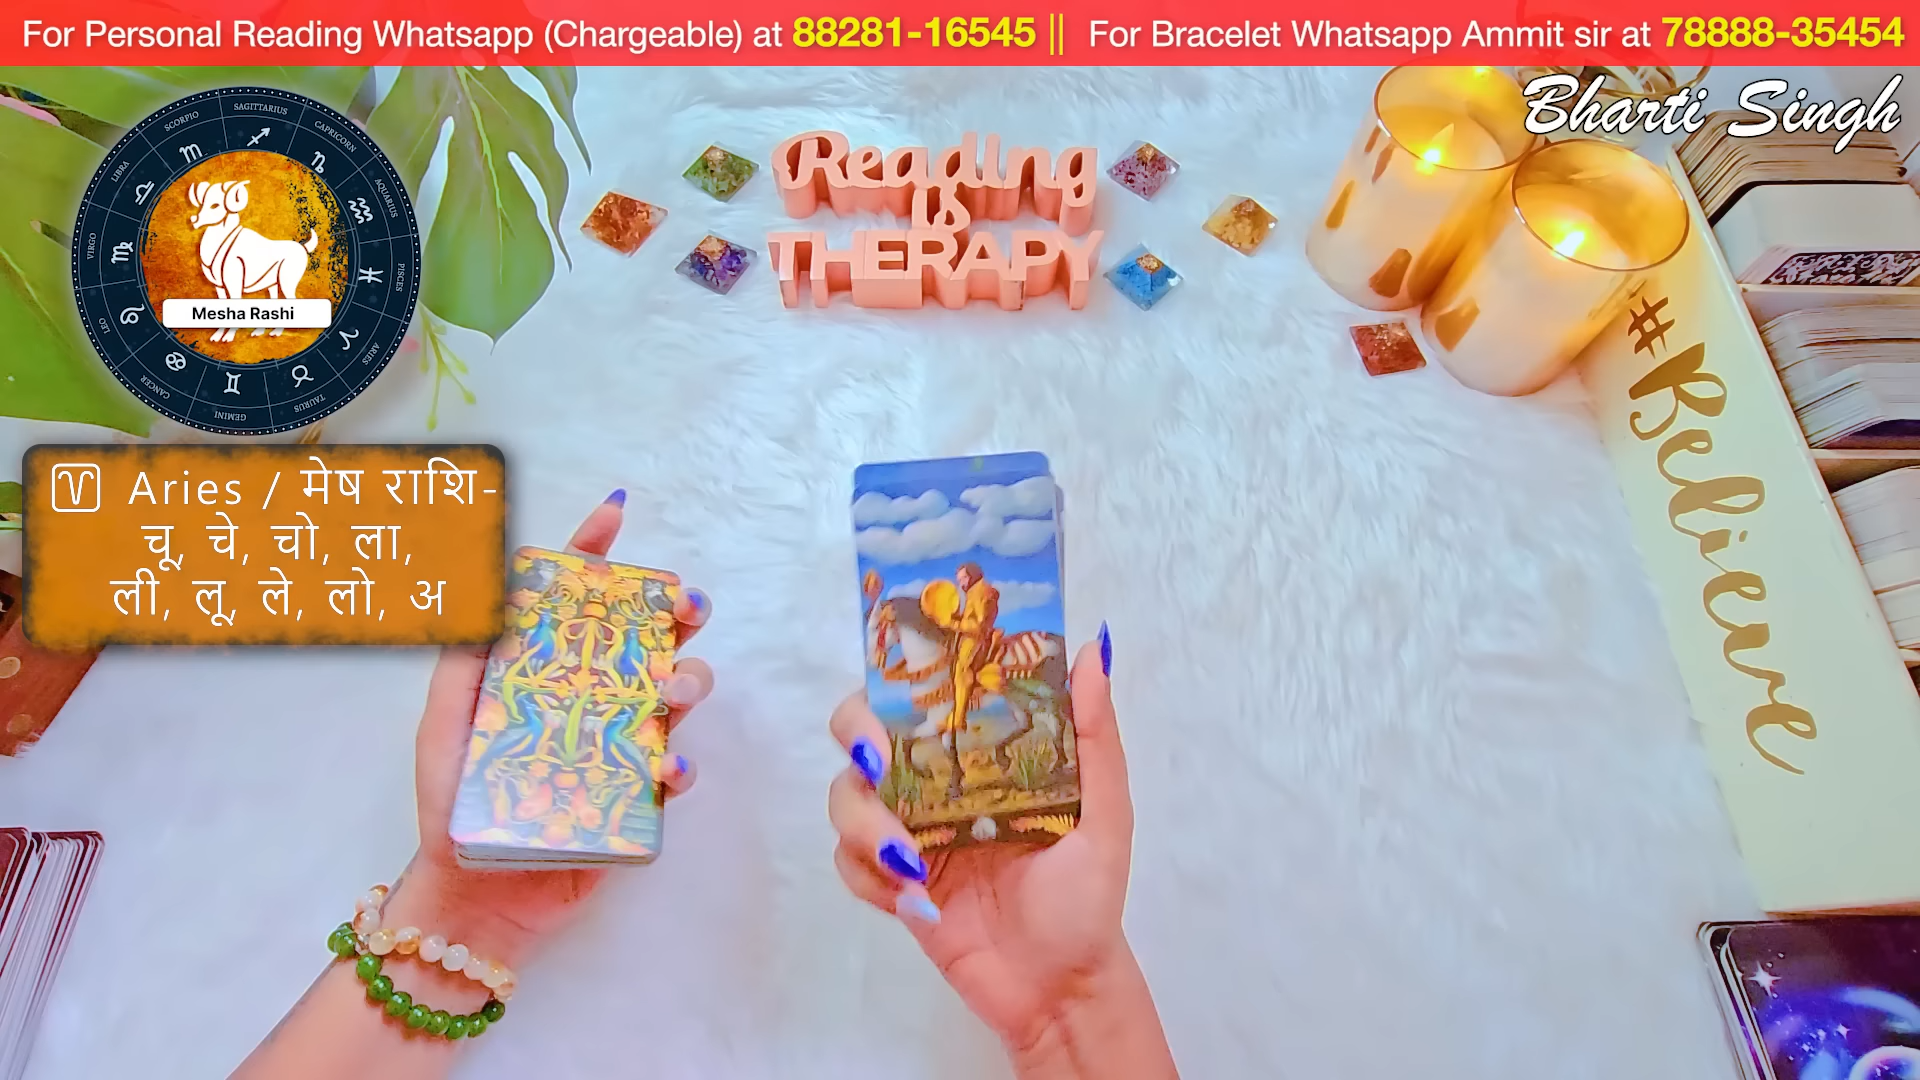 For Personal Reading Whatsapp (Chargeable) at 88281-16545 || For Bracelet Whatsapp Ammit sir at 78888-35454
Bharti Singh
SAGITTARIUS
CAPRICORN
AQUARIUS
PISCES
ARIES
TAURUS
GEMINI
CANCER
LEO
VIRGO
LIBRA
SCORPIO
Mesha Rashi
Reading
is
THERAPY
#Believe
♈ Aries / मेष राशि-
चू, चे, चो, ला,
ली, लू, ले, लो, अ